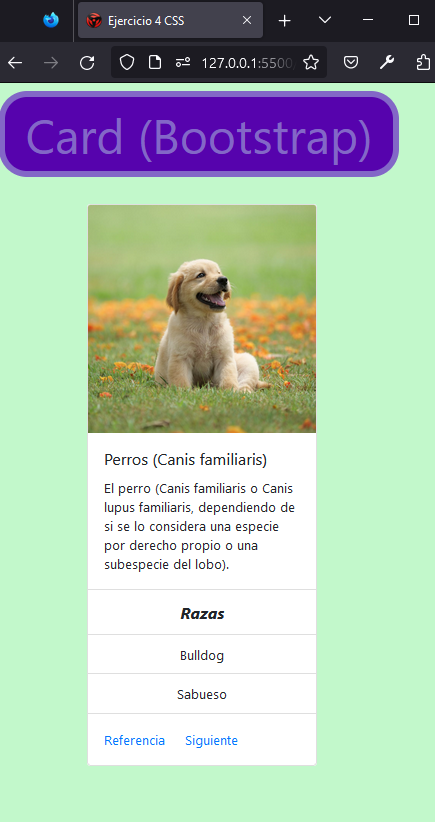 Ejercicio 4 CSS
127.0.0.1:5500
Card (Bootstrap)
Perros (Canis familiaris)
El perro (Canis familiaris o Canis
lupus familiaris, dependiendo de
si se lo considera una especie
por derecho propio o una
subespecie del lobo).
Razas
Bulldog
Sabueso
Referencia Siguiente